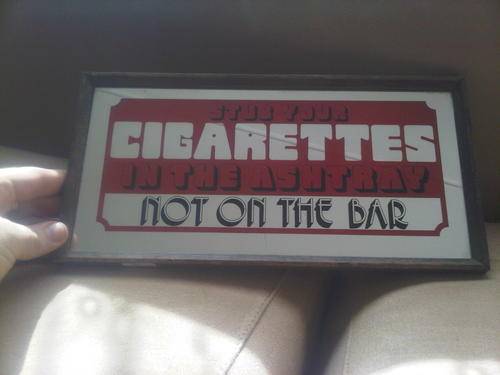 STUB YOUR
CIGARETTES
IN THE ASHTRAY
NOT ON THE BAR